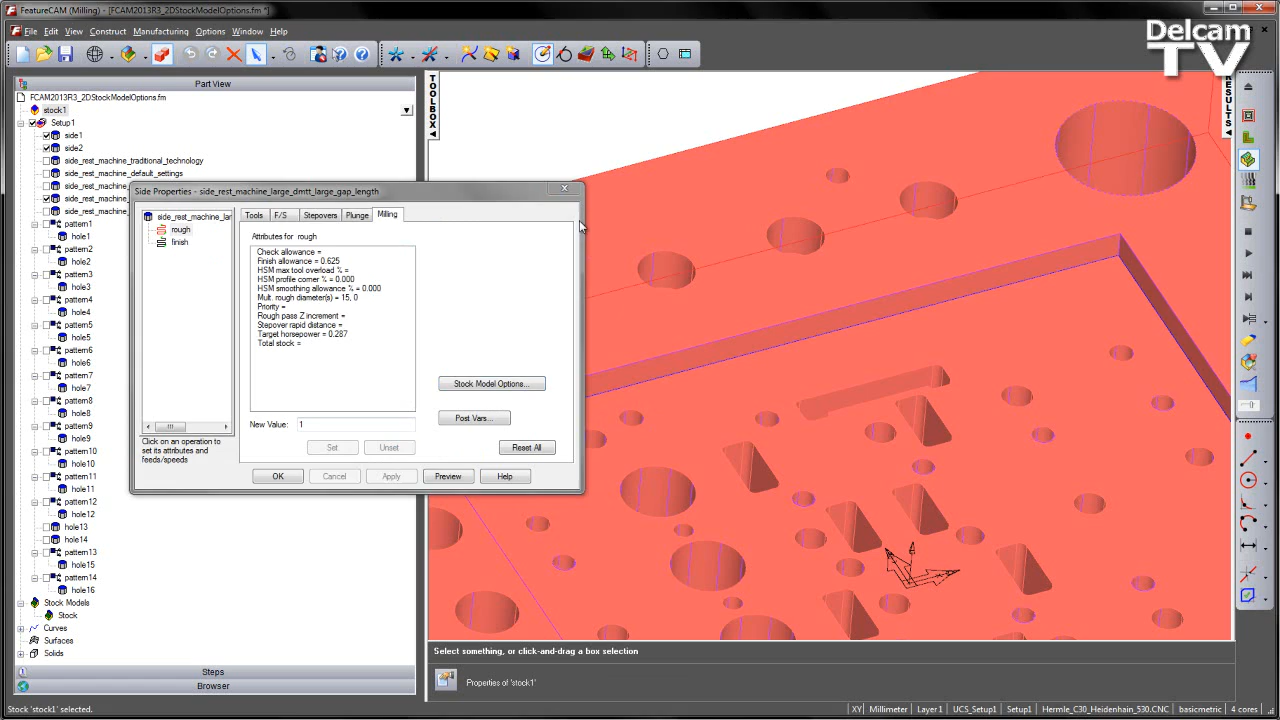 FeatureCAM (Milling) - [FCAM2013R3_2DStockModelOptions.fm *]
File Edit View Construct Manufacturing Options Window Help
Delcam
TV
Part View
FCAM2013R3_2DStockModelOptions.fm
stock1
Setup1
side1
side2
side_rest_machine_traditional_technology
side_rest_machine_default_settings
side_rest_machine_
side_rest_machine_
side_rest_machine_
pattern1
hole1
pattern2
hole2
pattern3
hole3
pattern4
hole4
pattern5
hole5
pattern6
hole6
pattern7
hole7
pattern8
hole8
pattern9
hole9
pattern10
hole10
pattern11
hole11
pattern12
hole12
hole13
hole14
pattern13
hole15
pattern14
hole16
Stock Models
Stock
Curves
Surfaces
Solids
Steps
Browser
TOOLBOX
RESULTS
Side Properties - side_rest_machine_large_dmtt_large_gap_length
side_rest_machine_lar
rough
finish
Click on an operation to
set its attributes and
feeds/speeds
Tools F/S Stepovers Plunge Milling
Attributes for rough
Check allowance =
Finish allowance = 0.625
HSM max tool overload % =
HSM profile corner % = 0.000
HSM smoothing allowance % = 0.000
Mult. rough diameter(s) = 15, 0
Priority =
Rough pass Z increment =
Stepover rapid distance =
Target horsepower = 0.287
Total stock =
Stock Model Options...
New Value: 1
Post Vars...
Set Unset Reset All
OK Cancel Apply Preview Help
Select something, or click-and-drag a box selection
Properties of 'stock1'
Stock 'stock1' selected.
XY Millimeter Layer1 UCS_Setup1 Setup1 Hermle_C30_Heidenhain_530.CNC basicmetric 4 cores